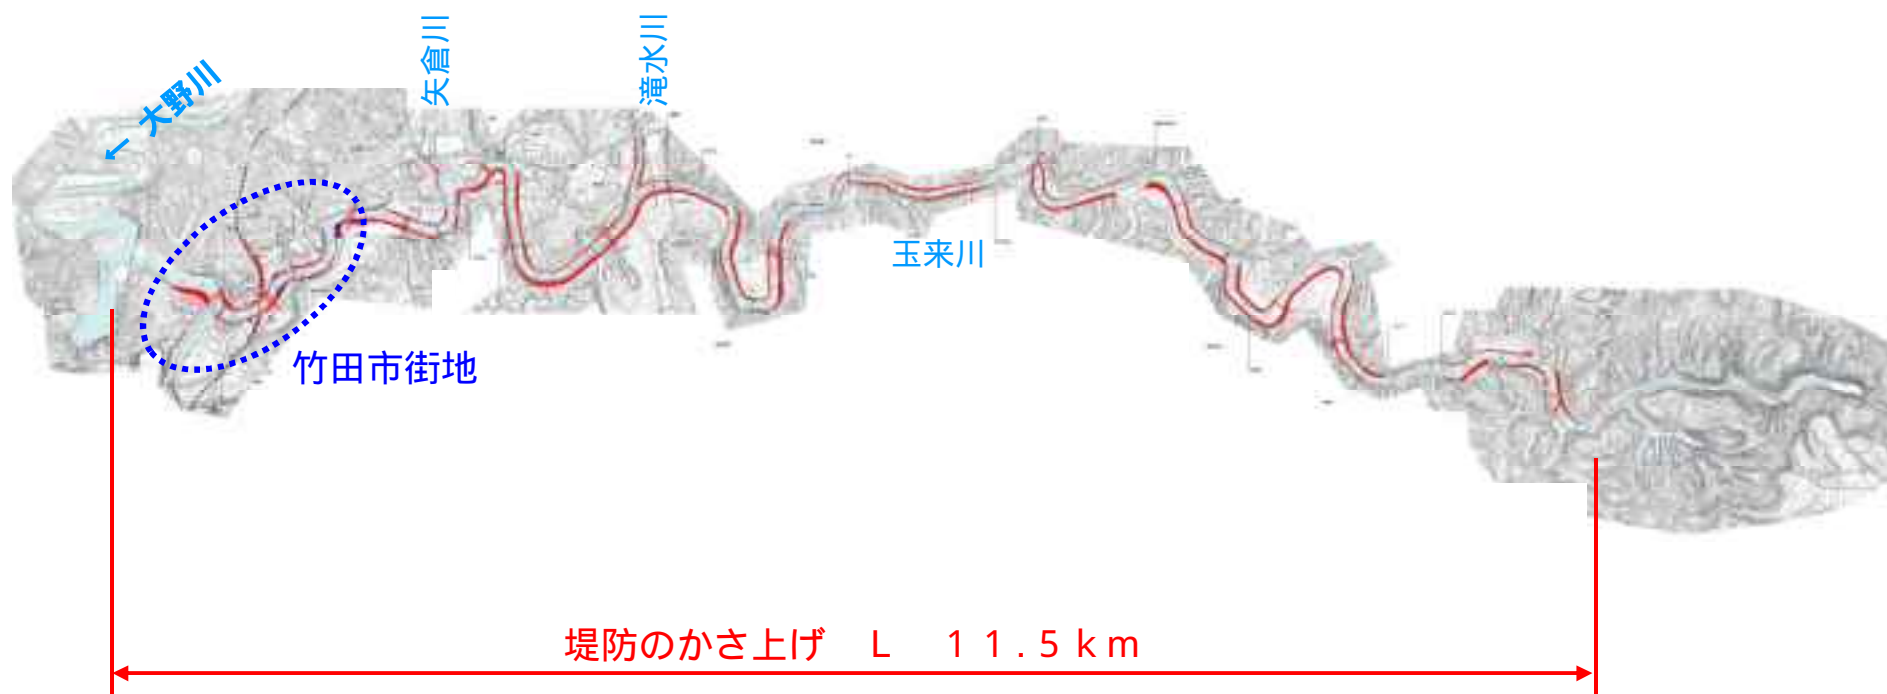 矢倉川
滝水川
← 大野川
玉来川
竹田市街地
堤防のかさ上げ　L　１１.５ｋｍ